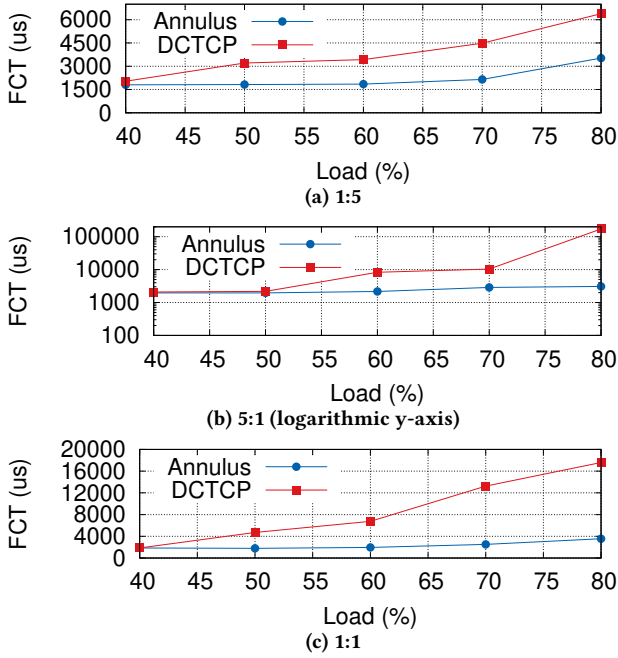 6000
4500
3000
1500
0
FCT (us)
Annulus
DCTCP
40 45 50 55 60 65 70 75 80
Load (%)
(a) 1:5
100000
10000
1000
100
FCT (us)
Annulus
DCTCP
40 45 50 55 60 65 70 75 80
Load (%)
(b) 5:1 (logarithmic y-axis)
20000
16000
12000
8000
4000
0
FCT (us)
Annulus
DCTCP
40 45 50 55 60 65 70 75 80
Load (%)
(c) 1:1